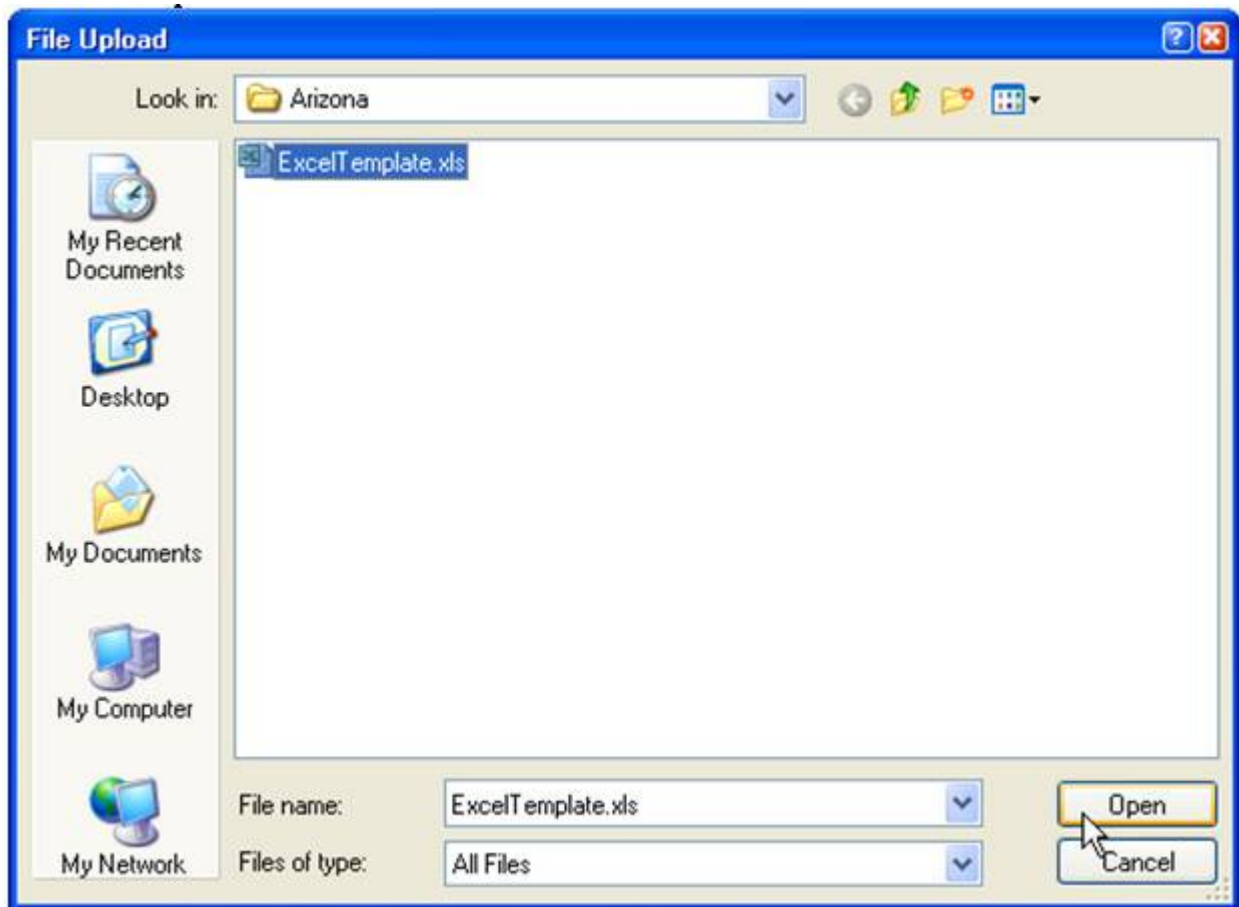 File Upload
Look in:
Arizona
ExcelTemplate.xls
My Recent
Documents
Desktop
My Documents
My Computer
My Network
File name:
ExcelTemplate.xls
Open
Files of type:
All Files
Cancel